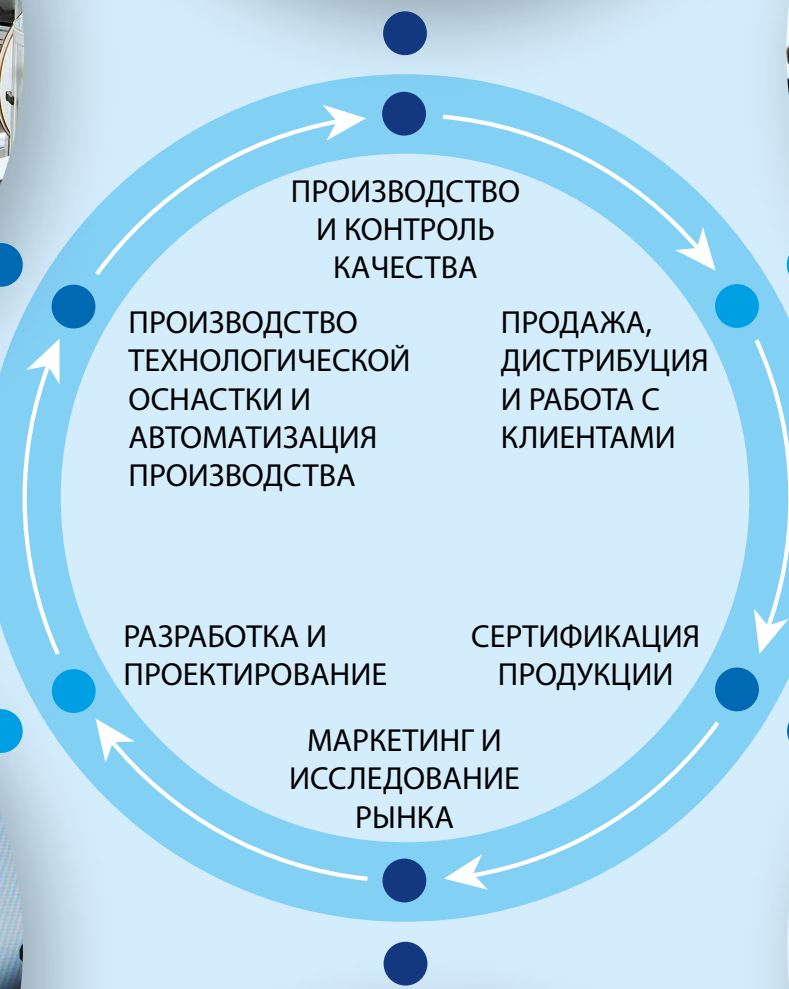 ПРОИЗВОДСТВО
И КОНТРОЛЬ
КАЧЕСТВА
ПРОИЗВОДСТВО
ТЕХНОЛОГИЧЕСКОЙ
ОСНАСТКИ И
АВТОМАТИЗАЦИЯ
ПРОИЗВОДСТВА
ПРОДАЖА,
ДИСТРИБУЦИЯ
И РАБОТА С
КЛИЕНТАМИ
РАЗРАБОТКА И
ПРОЕКТИРОВАНИЕ
СЕРТИФИКАЦИЯ
ПРОДУКЦИИ
МАРКЕТИНГ И
ИССЛЕДОВАНИЕ
РЫНКА